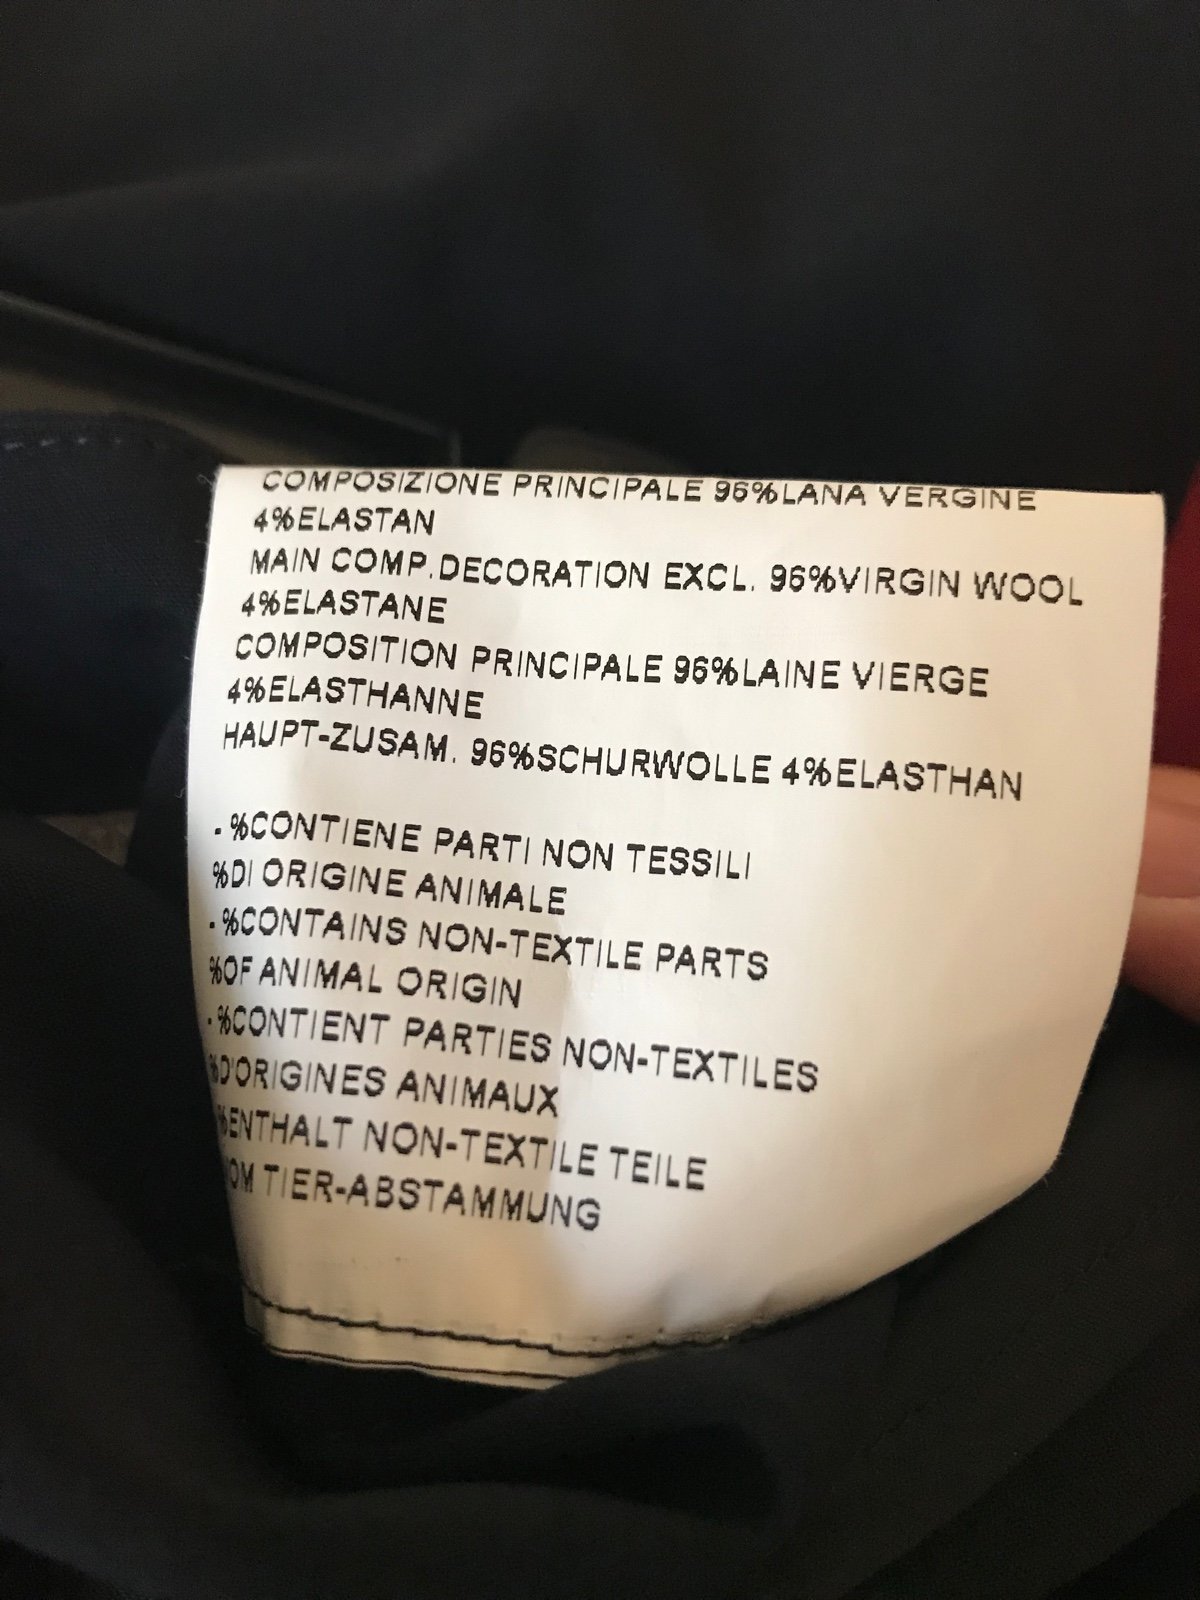 COMPOSIZIONE PRINCIPALE 96%LANA VERGINE
4%ELASTAN
MAIN COMP.DECORATION EXCL. 96%VIRGIN WOOL
4%ELASTANE
COMPOSITION PRINCIPALE 96%LAINE VIERGE
4%ELASTHANNE
HAUPT-ZUSAM. 96%SCHURWOLLE 4%ELASTHAN
-%CONTIENE PARTI NON TESSILI
%DI ORIGINE ANIMALE
-%CONTAINS NON-TEXTILE PARTS
%OF ANIMAL ORIGIN
-%CONTIENT PARTIES NON-TEXTILES
%D'ORIGINES ANIMAUX
%ENTHALT NON-TEXTILE TEILE
OM TIER-ABSTAMMUNG